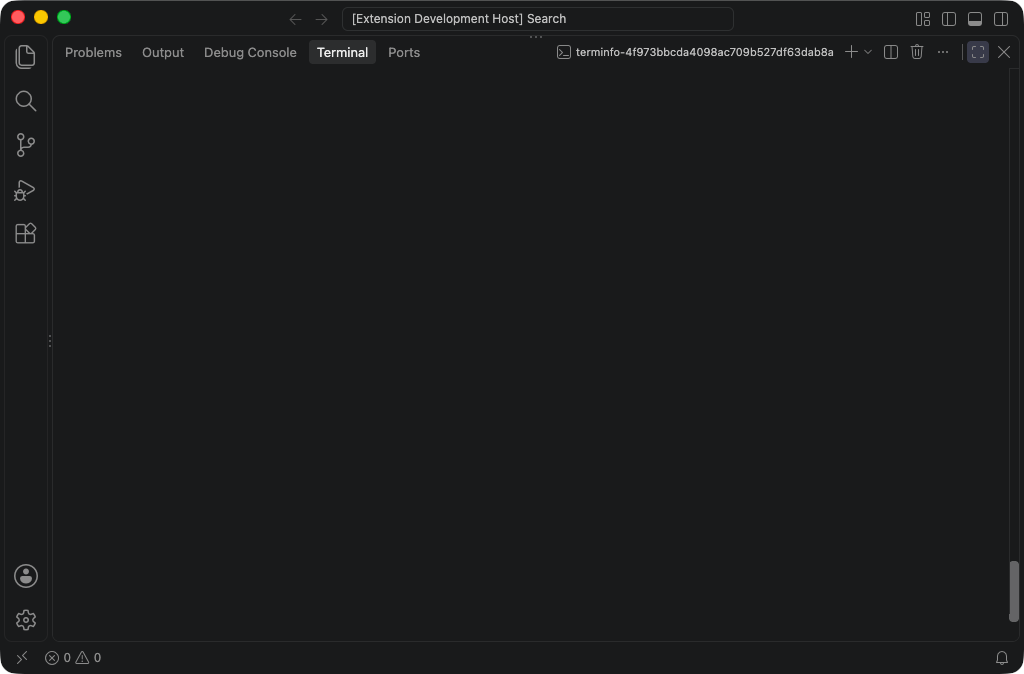 [Extension Development Host] Search
Problems Output Debug Console Terminal Ports terminfo-4f973bbcda4098ac709b527df63dab8a
0 0